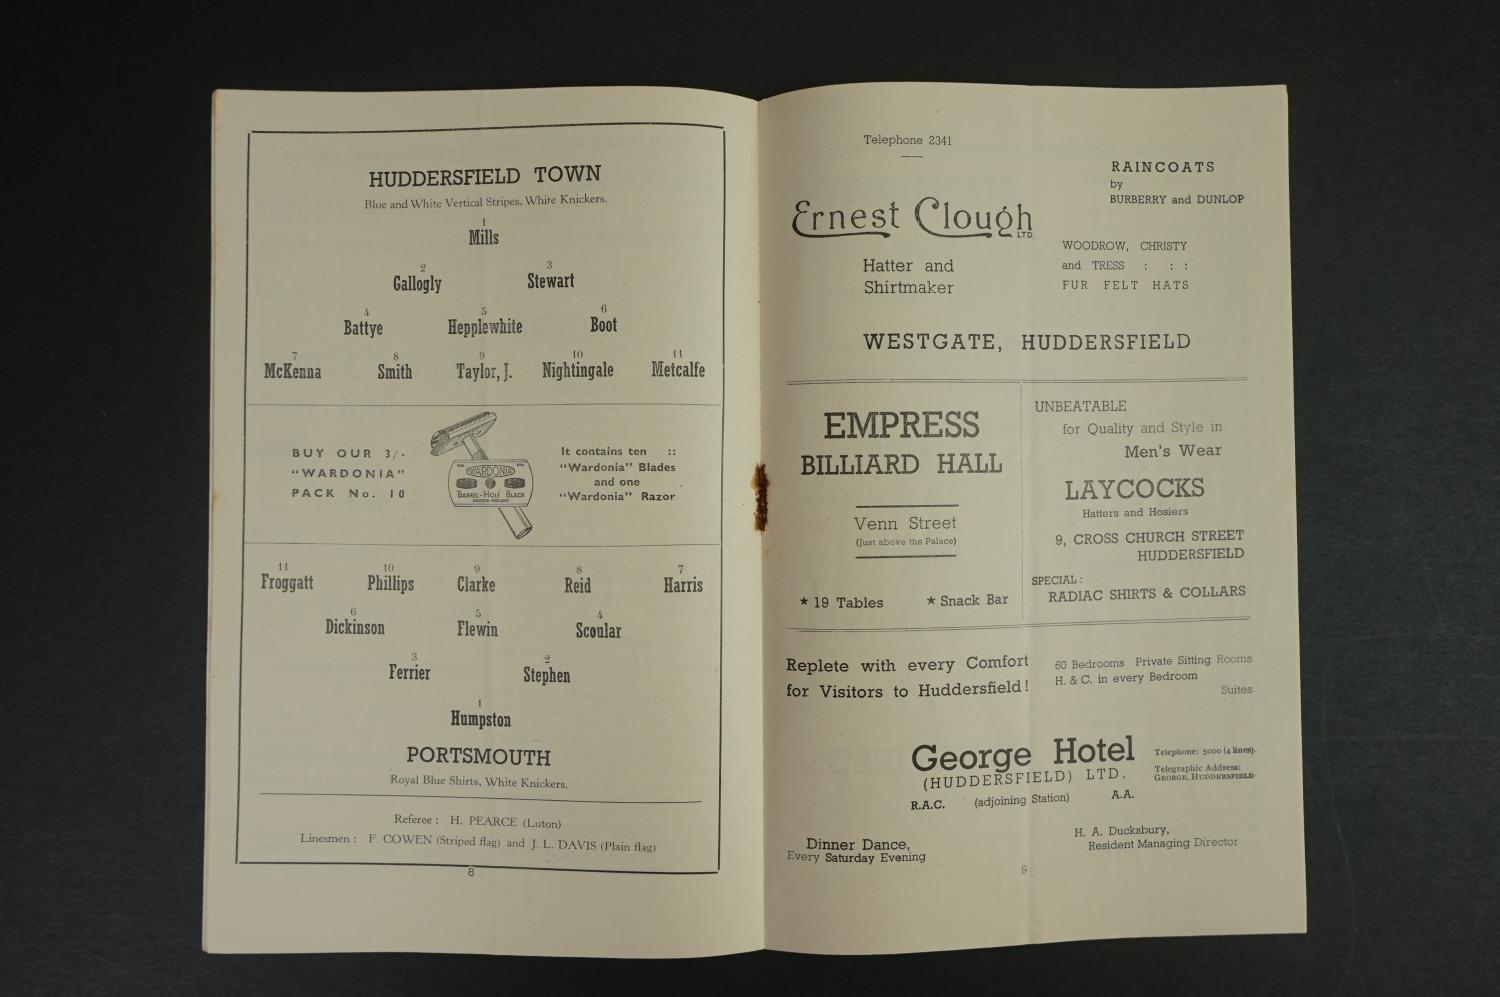 HUDDERSFIELD TOWN
Blue and White Vertical Stripes, White Knickers.
1
Mills
2 3
Gallogly Stewart
4 5 6
Battye Hepplewhite Boot
7 8 9 10 11
McKenna Smith Taylor, J. Nightingale Metcalfe
BUY OUR 3/-
"WARDONIA"
PACK No. 10
WARDONIA
BARREL-HOLE BLACK
SHEFFIELD-ENGLAND
It contains ten ::
"Wardonia" Blades
and one
"Wardonia" Razor
11 10 9 8 7
Froggatt Phillips Clarke Reid Harris
6 5 4
Dickinson Flewin Scoular
3 2
Ferrier Stephen
1
Humpston
PORTSMOUTH
Royal Blue Shirts, White Knickers.
Referee : H. PEARCE (Luton)
Linesmen : F. COWEN (Striped flag) and J. L. DAVIS (Plain flag)
8
Telephone 2341
Ernest Clough LTD.
Hatter and
Shirtmaker
RAINCOATS
by
BURBERRY and DUNLOP
WOODROW, CHRISTY
and TRESS : : :
FUR FELT HATS
WESTGATE, HUDDERSFIELD
EMPRESS
BILLIARD HALL
Venn Street
(Just above the Palace)
★ 19 Tables ★ Snack Bar
UNBEATABLE
for Quality and Style in
Men's Wear
LAYCOCKS
Hatters and Hosiers
9, CROSS CHURCH STREET
HUDDERSFIELD
SPECIAL :
RADIAC SHIRTS & COLLARS
Replete with every Comfort
for Visitors to Huddersfield!
60 Bedrooms Private Sitting Rooms
H. & C. in every Bedroom
Suites
George Hotel
(HUDDERSFIELD) LTD.
R.A.C. (adjoining Station) A.A.
Telephone: 5000 (4 lines).
Telegraphic Address:
GEORGE, HUDDERSFIELD.
Dinner Dance,
Every Saturday Evening
H. A. Ducksbury,
Resident Managing Director
9